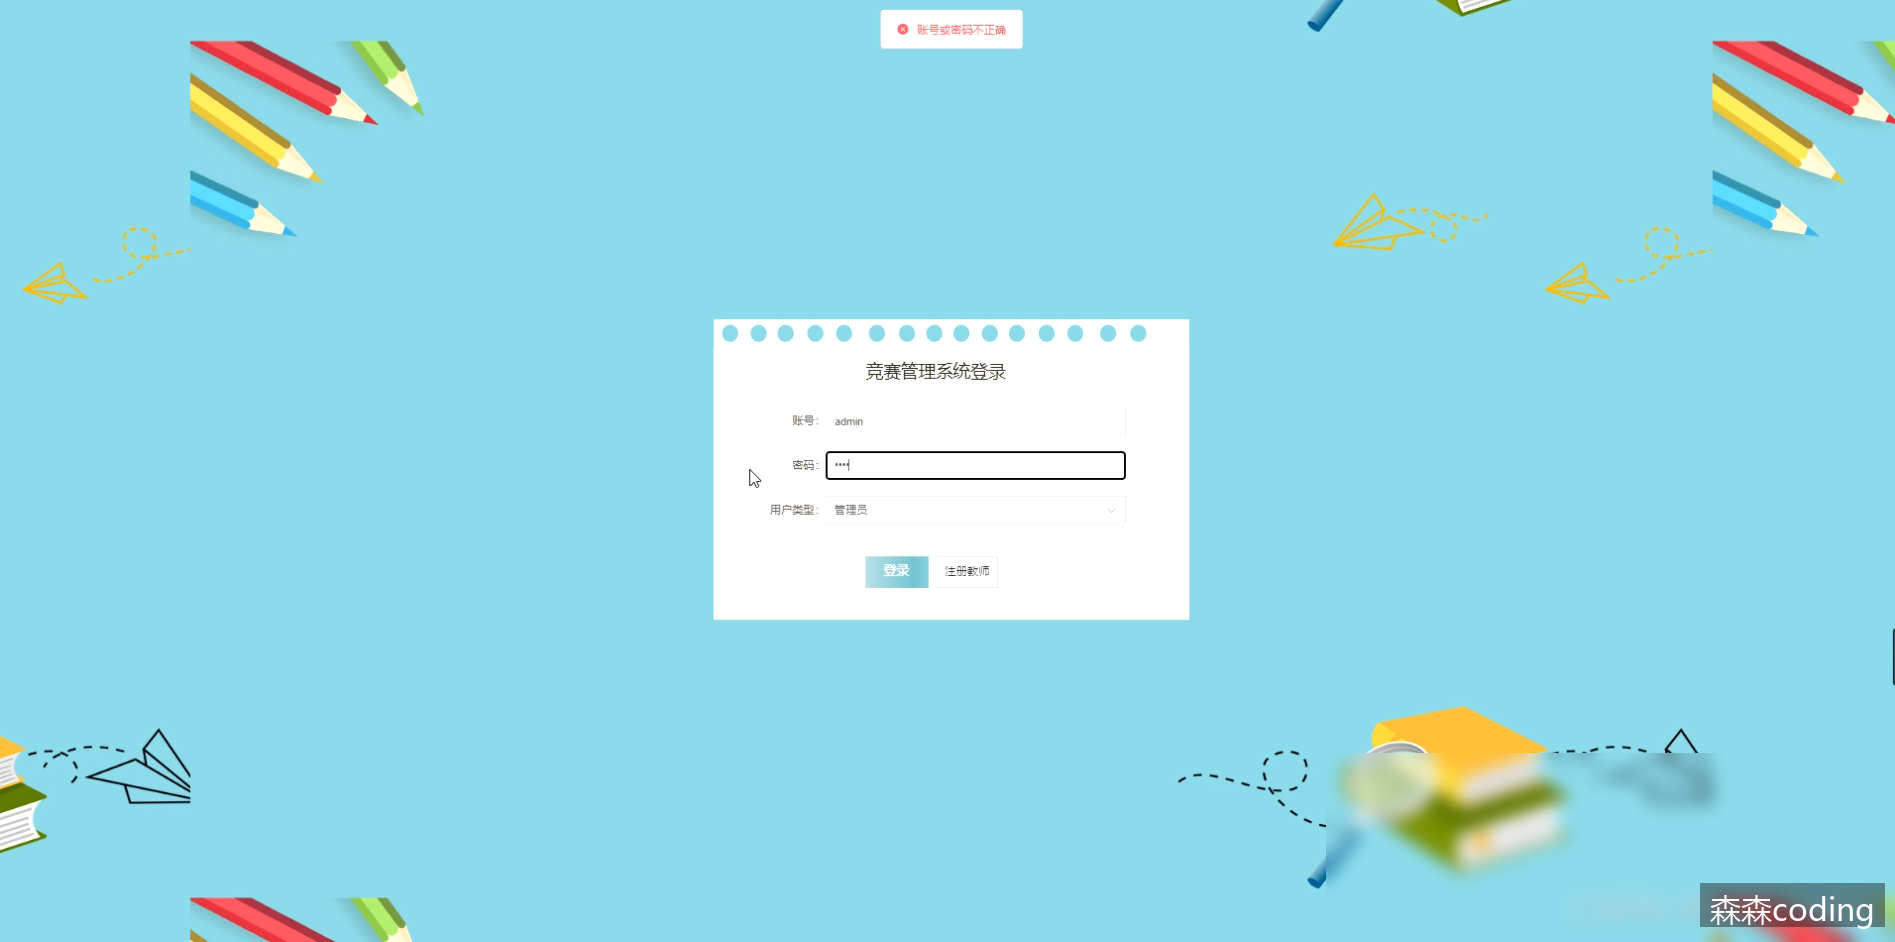 账号或密码不正确
竞赛管理系统登录
账号： admin
密码： ••••
用户类型： 管理员
登录 注册教师
森森coding